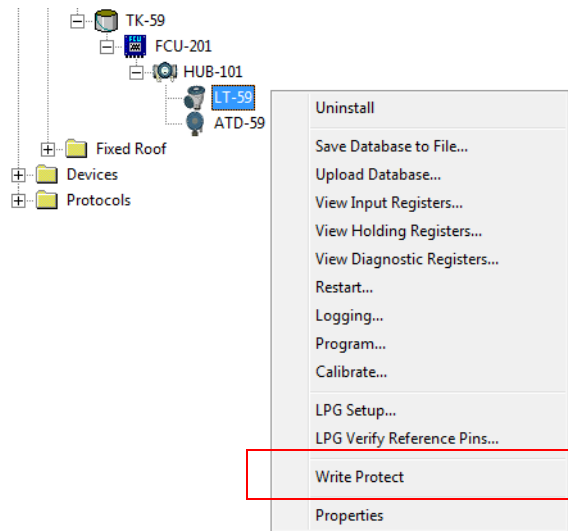 TK-59
FCU-201
HUB-101
LT-59
ATD-59
Fixed Roof
Devices
Protocols
Uninstall
Save Database to File...
Upload Database...
View Input Registers...
View Holding Registers...
View Diagnostic Registers...
Restart...
Logging...
Program...
Calibrate...
LPG Setup...
LPG Verify Reference Pins...
Write Protect
Properties